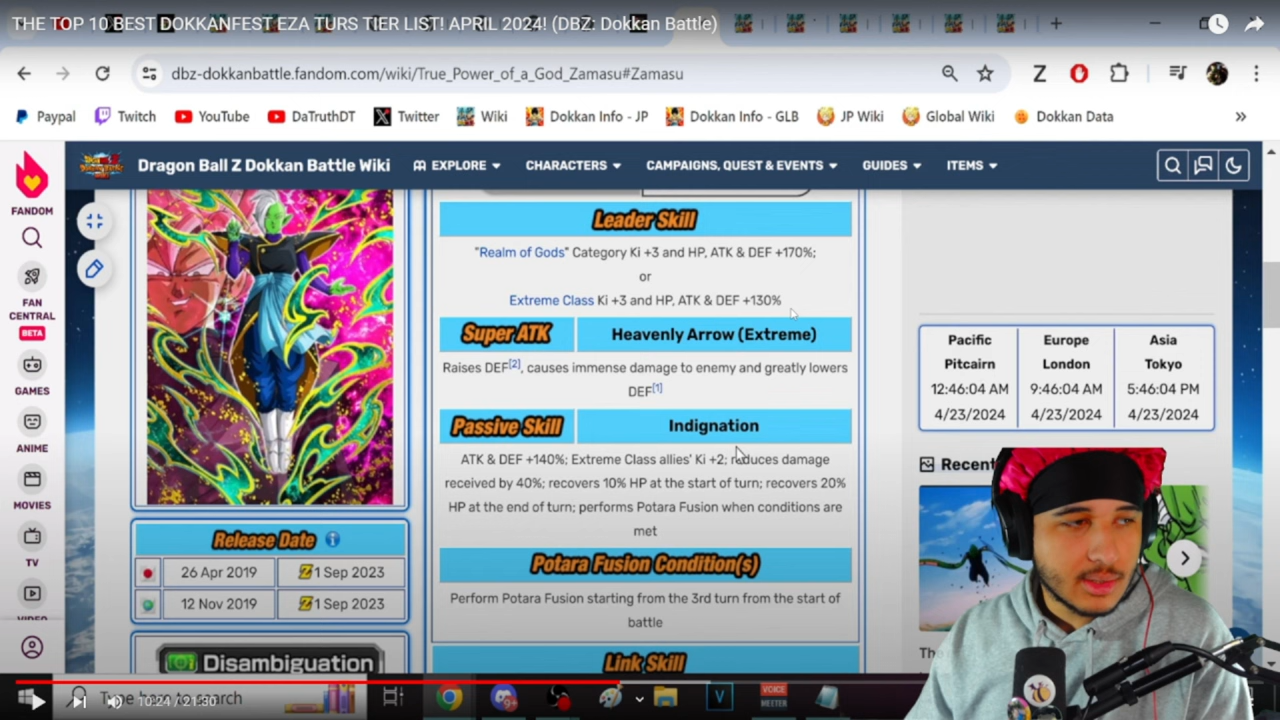 THE TOP 10 BEST DOKKANFEST EZA TURS TIER LIST! APRIL 2024! (DBZ: Dokkan Battle)
dbz-dokkanbattle.fandom.com/wiki/True_Power_of_a_God_Zamasu#Zamasu
Paypal Twitch YouTube DaTruthDT Twitter Wiki Dokkan Info - JP Dokkan Info - GLB JP Wiki Global Wiki Dokkan Data
Dragon Ball Z Dokkan Battle Wiki EXPLORE CHARACTERS CAMPAIGNS, QUEST & EVENTS GUIDES ITEMS
FANDOM
FAN
CENTRAL
BETA
GAMES
ANIME
MOVIES
TV
VIDEO
Leader Skill
"Realm of Gods" Category Ki +3 and HP, ATK & DEF +170%;
or
Extreme Class Ki +3 and HP, ATK & DEF +130%
Super ATK Heavenly Arrow (Extreme)
Raises DEF[2], causes immense damage to enemy and greatly lowers
DEF[1]
Passive Skill Indignation
ATK & DEF +140%; Extreme Class allies' Ki +2; reduces damage
received by 40%; recovers 10% HP at the start of turn; recovers 20%
HP at the end of turn; performs Potara Fusion when conditions are
met
Potara Fusion Condition(s)
Perform Potara Fusion starting from the 3rd turn from the start of
battle
Link Skill
Release Date
26 Apr 2019 Z 1 Sep 2023
12 Nov 2019 Z 1 Sep 2023
Disambiguation
Pacific Europe Asia
Pitcairn London Tokyo
12:46:04 AM 9:46:04 AM 5:46:04 PM
4/23/2024 4/23/2024 4/23/2024
Recent
Th
Type here to search
10:24 / 21:30
9+
V
VOICE
MEETER